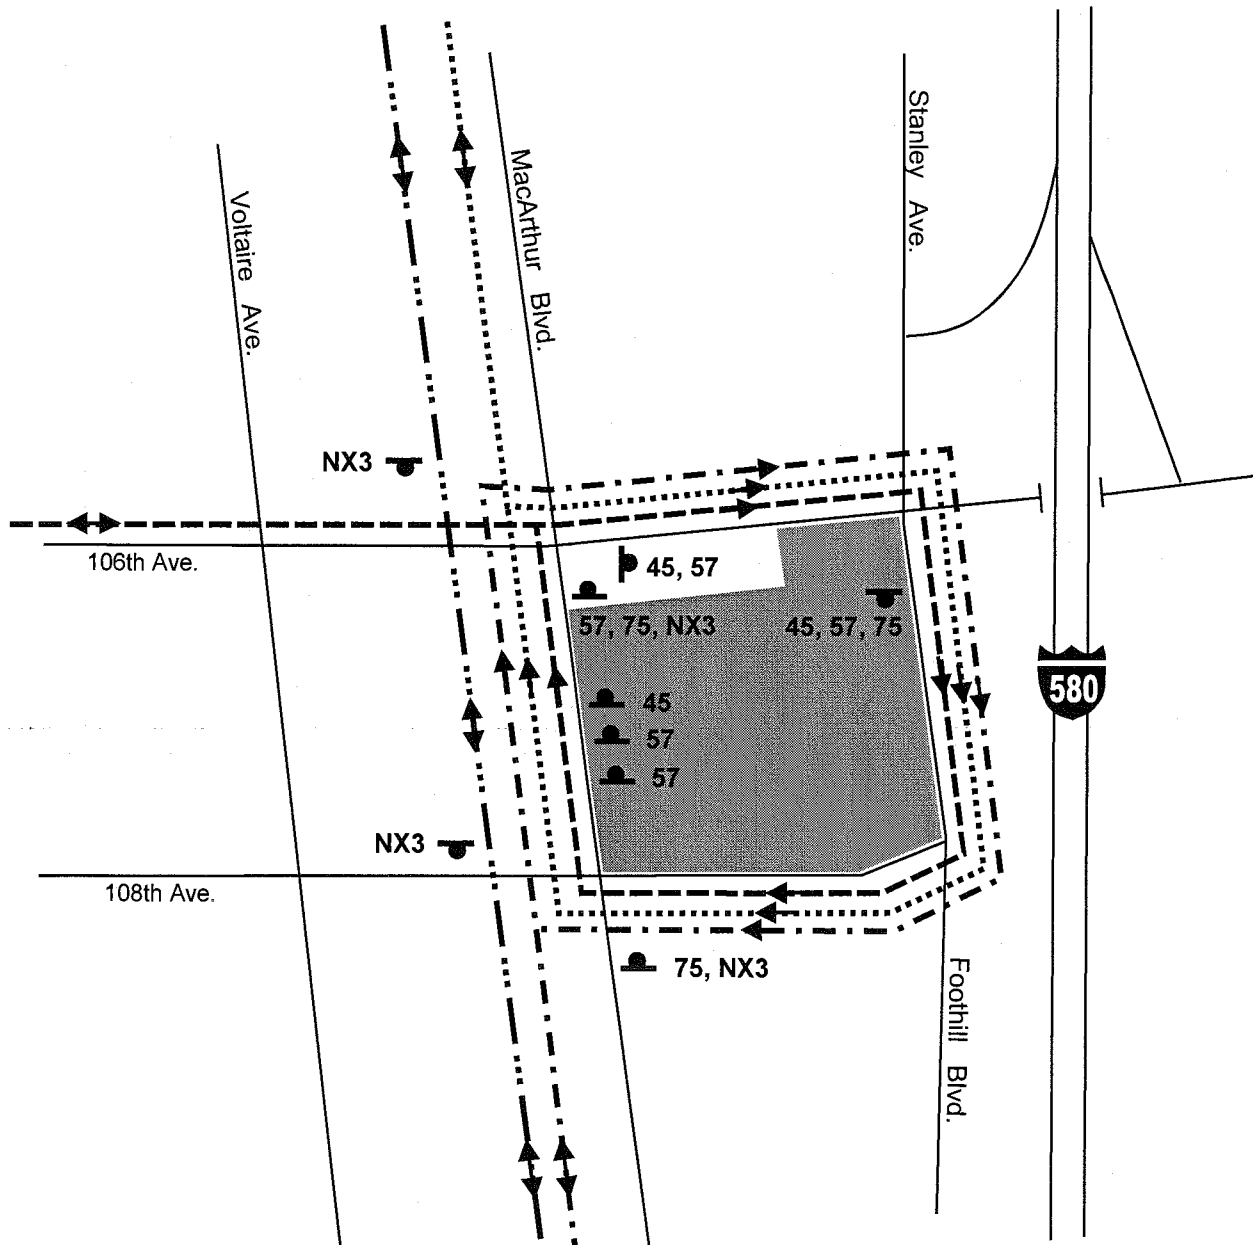 Stanley Ave.
MacArthur Blvd.
Voltaire Ave.
NX3
106th Ave.
45, 57
57, 75, NX3
45, 57, 75
580
45
57
57
NX3
108th Ave.
75, NX3
Foothill Blvd.